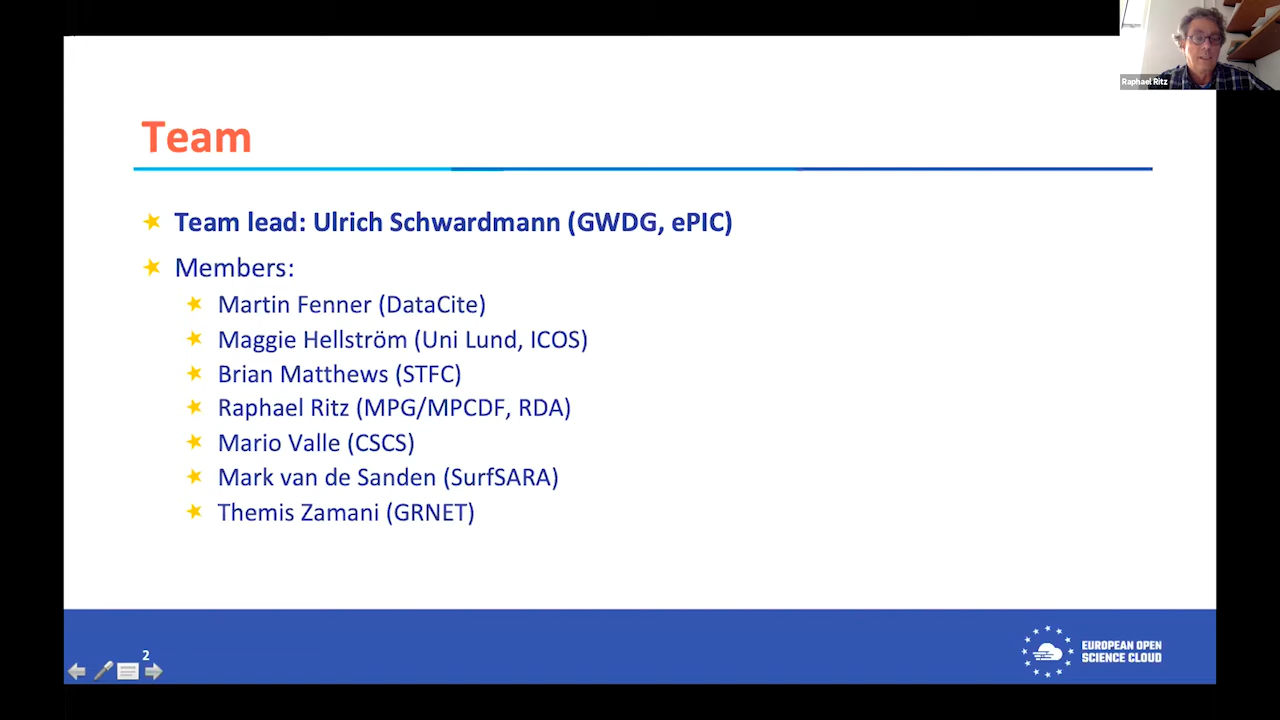 Raphael Ritz
Team
Team lead: Ulrich Schwardmann (GWDG, ePIC)
Members:
Martin Fenner (DataCite)
Maggie Hellström (Uni Lund, ICOS)
Brian Matthews (STFC)
Raphael Ritz (MPG/MPCDF, RDA)
Mario Valle (CSCS)
Mark van de Sanden (SurfSARA)
Themis Zamani (GRNET)
2
EUROPEAN OPEN
SCIENCE CLOUD